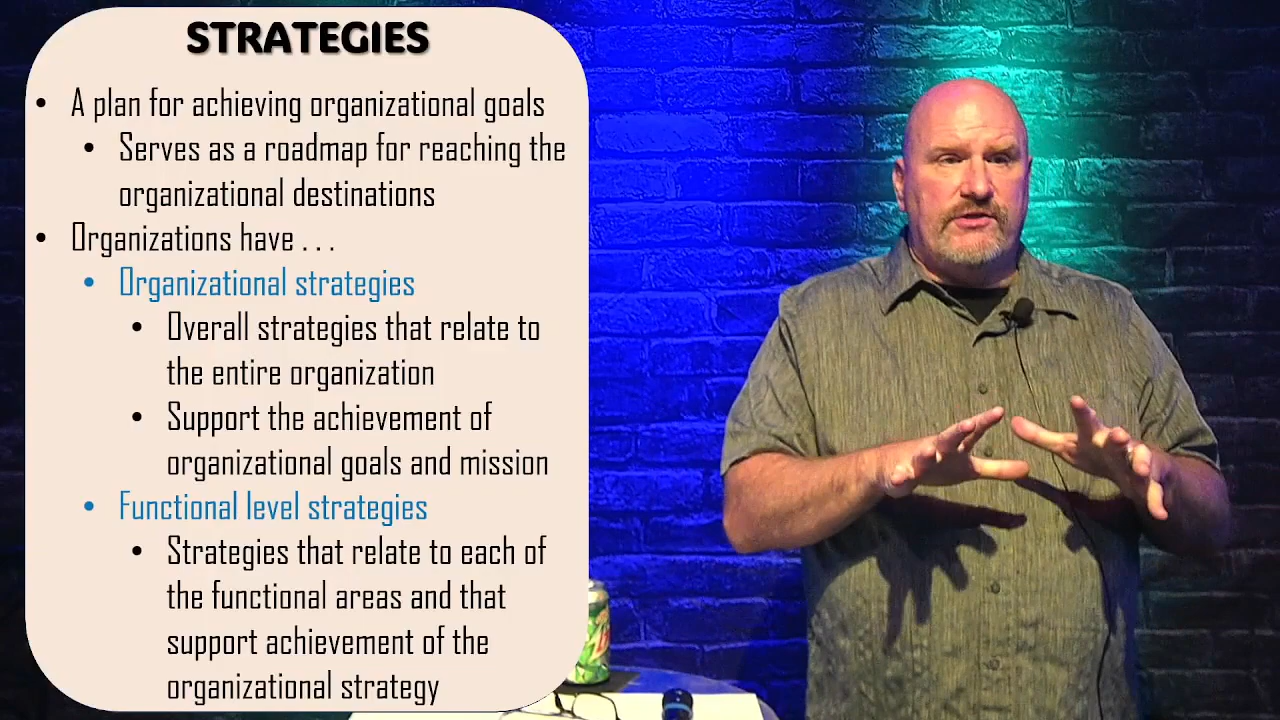 STRATEGIES
• A plan for achieving organizational goals
• Serves as a roadmap for reaching the
organizational destinations
• Organizations have . . .
• Organizational strategies
• Overall strategies that relate to
the entire organization
• Support the achievement of
organizational goals and mission
• Functional level strategies
• Strategies that relate to each of
the functional areas and that
support achievement of the
organizational strategy